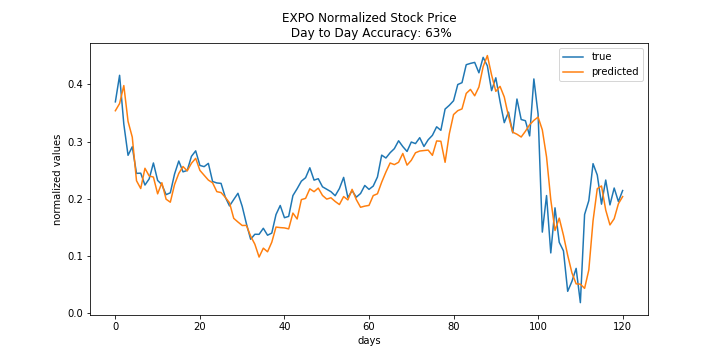 EXPO Normalized Stock Price
Day to Day Accuracy: 63%
true
predicted
normalized values
0.4
0.3
0.2
0.1
0.0
0
20
40
60
80
100
120
days